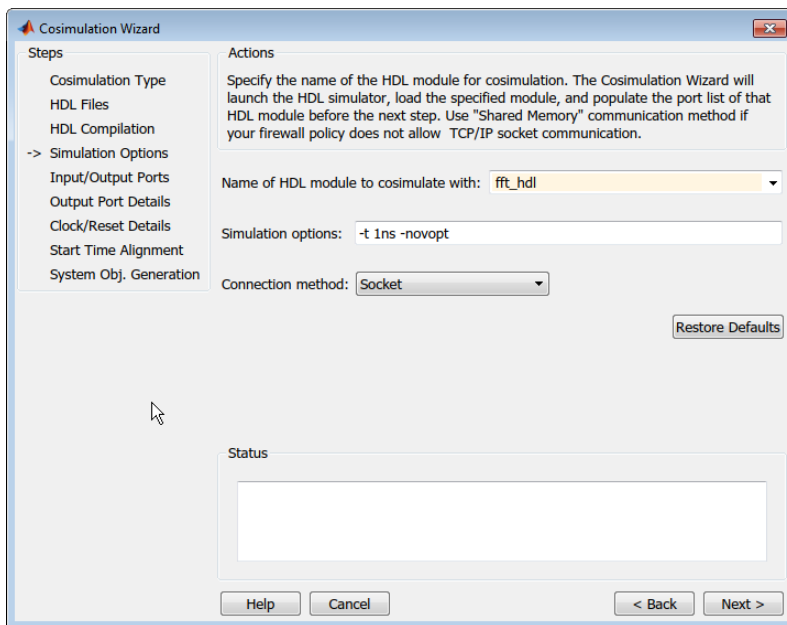 Cosimulation Wizard
Steps
Cosimulation Type
HDL Files
HDL Compilation
-> Simulation Options
Input/Output Ports
Output Port Details
Clock/Reset Details
Start Time Alignment
System Obj. Generation
Actions
Specify the name of the HDL module for cosimulation. The Cosimulation Wizard will
launch the HDL simulator, load the specified module, and populate the port list of that
HDL module before the next step. Use "Shared Memory" communication method if
your firewall policy does not allow TCP/IP socket communication.
Name of HDL module to cosimulate with: fft_hdl
Simulation options: -t 1ns -novopt
Connection method: Socket
Restore Defaults
Status
Help Cancel < Back Next >